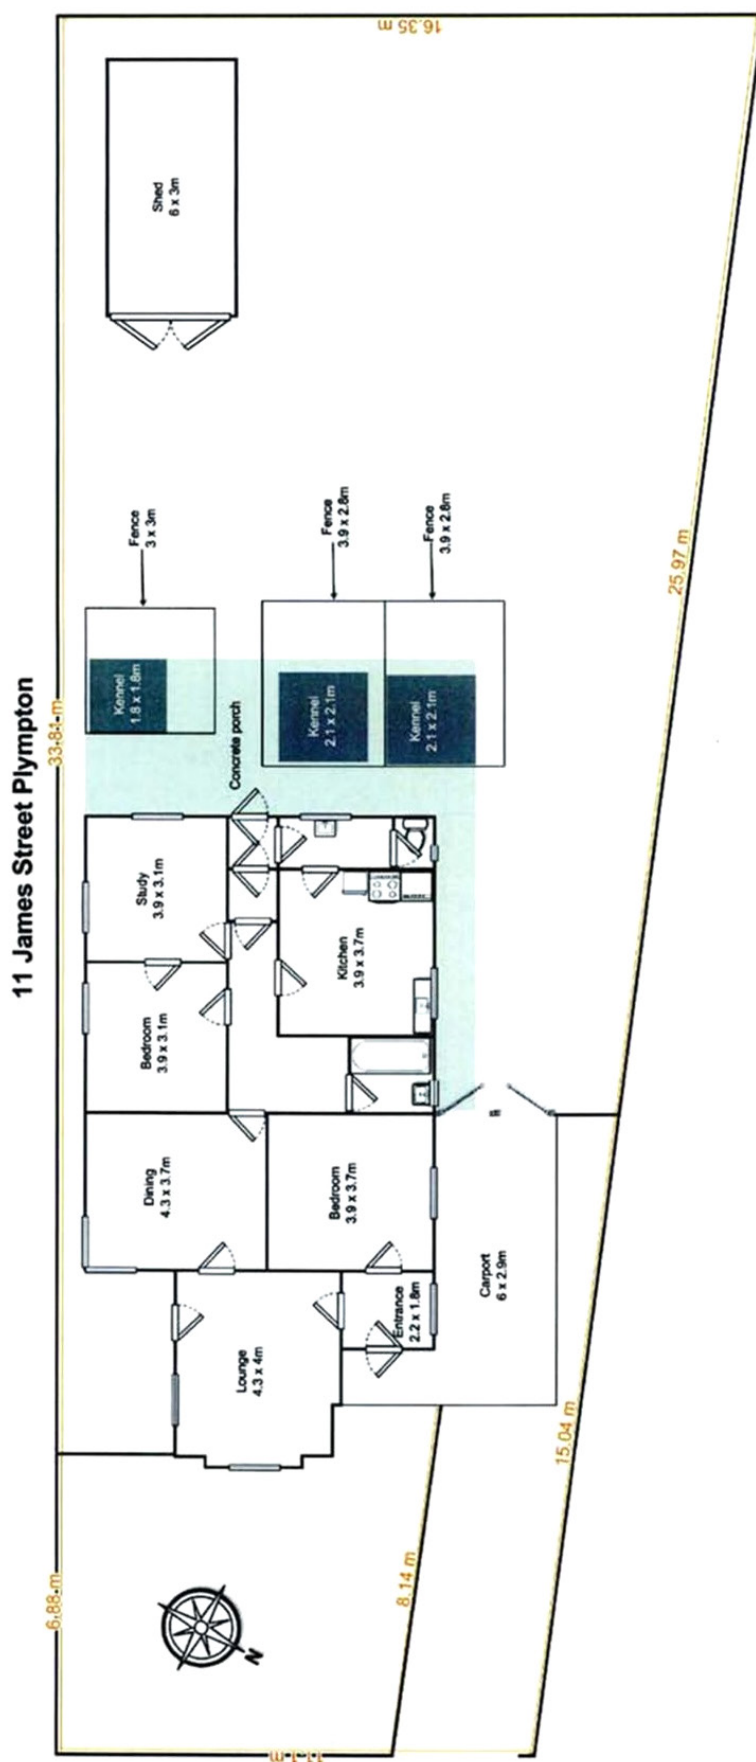 11 James Street Plympton
16.35 m
Shed
6 x 3m
Fence
3 x 3m
Fence
3.9 x 2.8m
Fence
3.9 x 2.8m
25.97 m
33.81 m
Kennel
1.8 x 1.8m
Kennel
2.1 x 2.1m
Kennel
2.1 x 2.1m
Concrete porch
Study
3.9 x 3.1m
Kitchen
3.9 x 3.7m
Bedroom
3.9 x 3.1m
Dining
4.3 x 3.7m
Bedroom
3.9 x 3.7m
Entrance
2.2 x 1.8m
Carport
6 x 2.9m
Lounge
4.3 x 4m
15.04 m
8.14 m
6.88 m
N